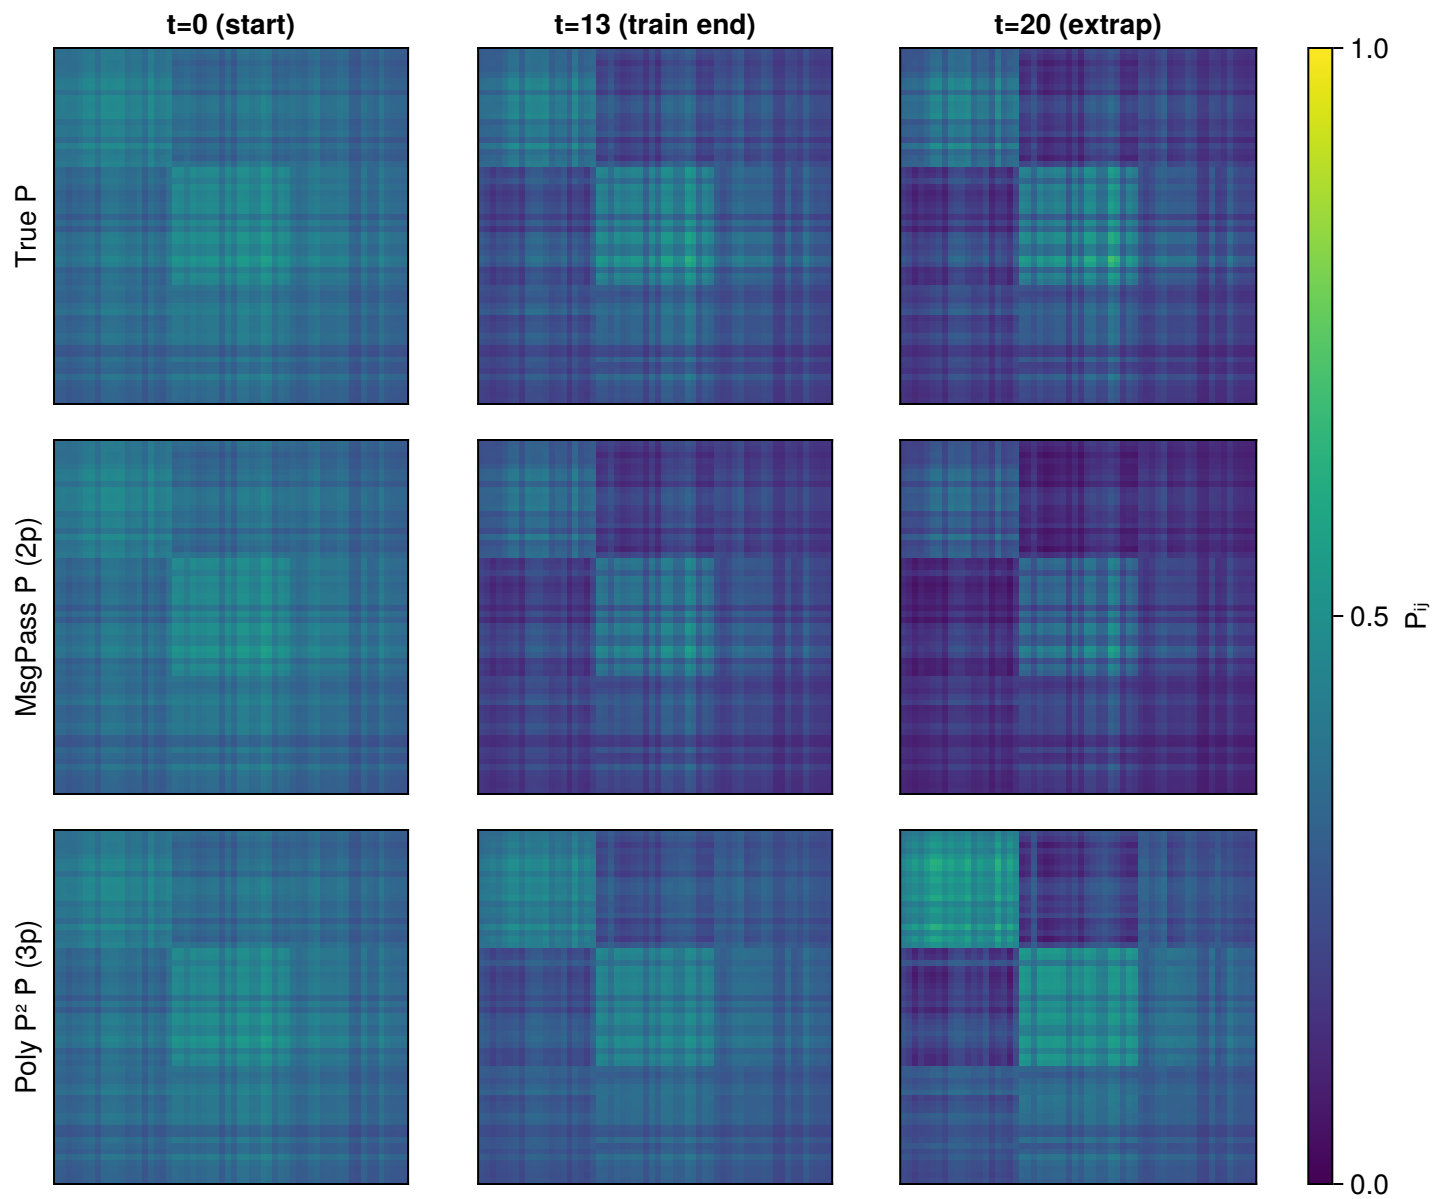 t=0 (start)
t=13 (train end)
t=20 (extrap)
True P
MsgPass P (2p)
Poly P² P (3p)
1.0
0.5
0.0
Pᵢⱼ